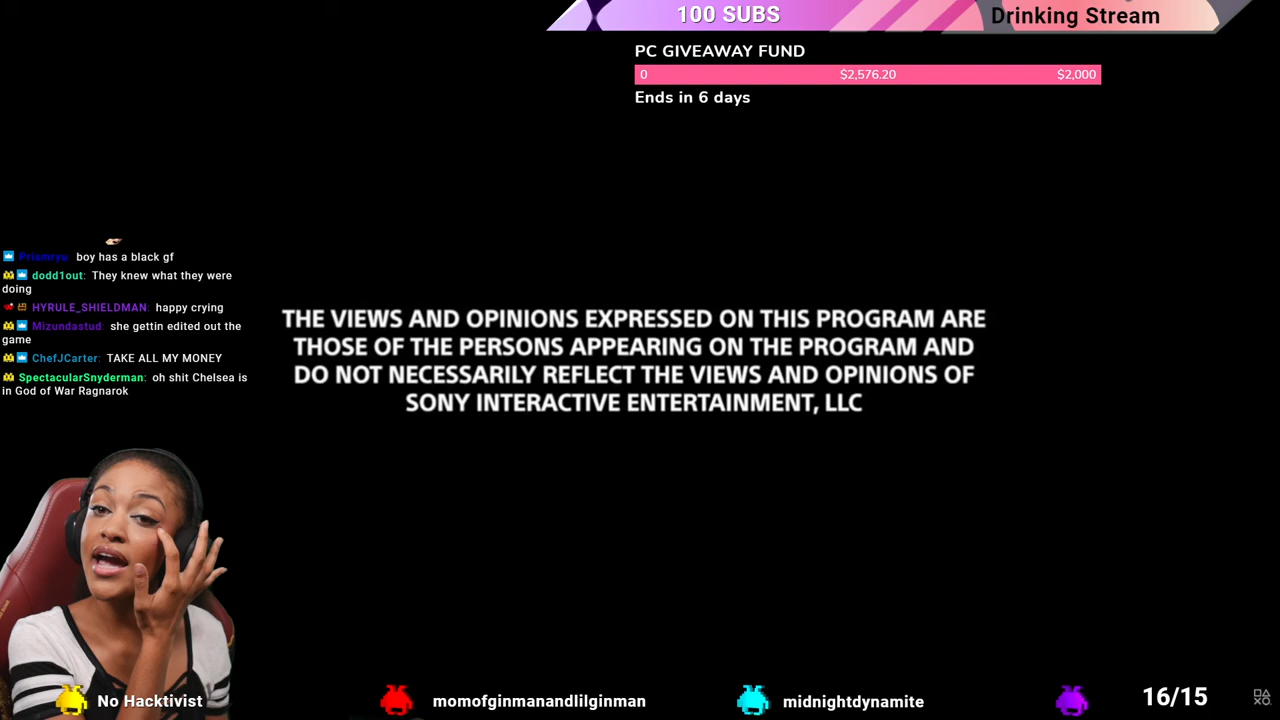 100 SUBS
Drinking Stream
PC GIVEAWAY FUND
0 $2,576.20 $2,000
Ends in 6 days
Prismryu boy has a black gf
dodd1out: They knew what they were
doing
HYRULE_SHIELDMAN: happy crying
Mizundastud: she gettin edited out the
game
ChefJCarter: TAKE ALL MY MONEY
SpectacularSnyderman: oh shit Chelsea is
in God of War Ragnarok
THE VIEWS AND OPINIONS EXPRESSED ON THIS PROGRAM ARE
THOSE OF THE PERSONS APPEARING ON THE PROGRAM AND
DO NOT NECESSARILY REFLECT THE VIEWS AND OPINIONS OF
SONY INTERACTIVE ENTERTAINMENT, LLC
No Hacktivist
momofginmanandlilginman
midnightdynamite
16/15